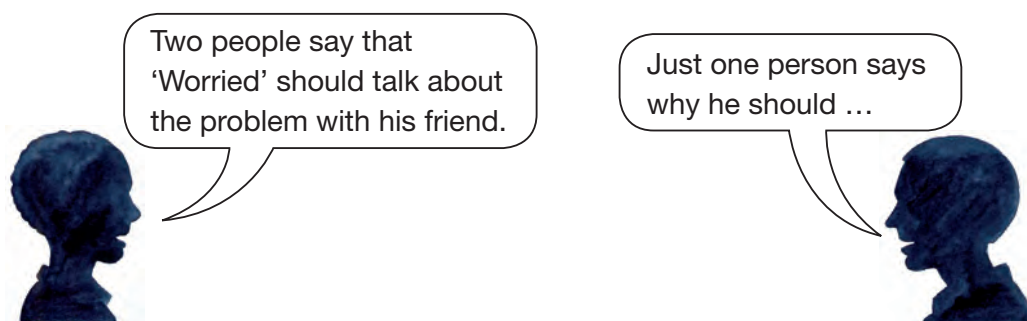 Two people say that
‘Worried’ should talk about
the problem with his friend.
Just one person says
why he should …